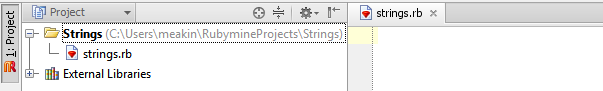 1: Project
Project
strings.rb
Strings (C:\Users\meakin\RubymineProjects\Strings)
strings.rb
External Libraries